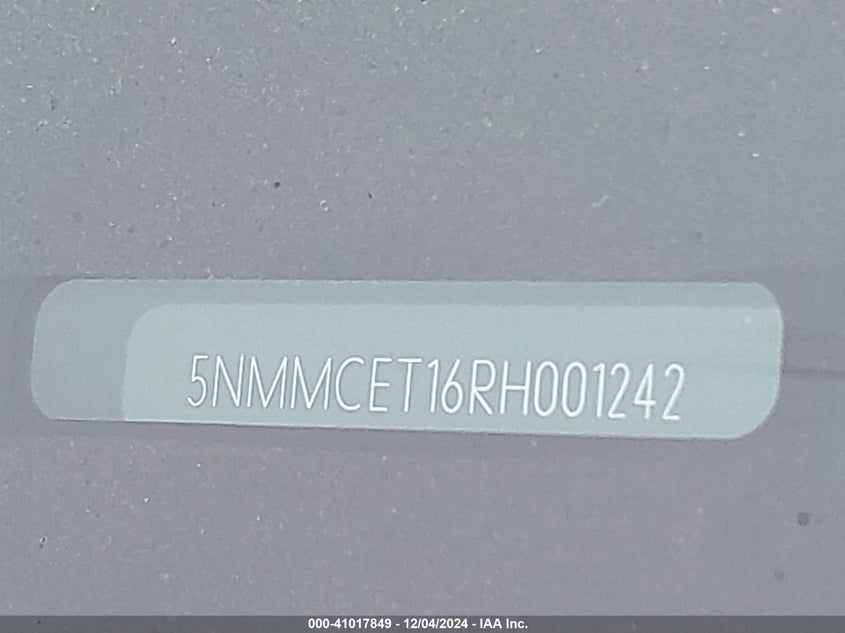 5NMMCET16RH001242
000-41017849 - 12/04/2024 - IAA Inc.